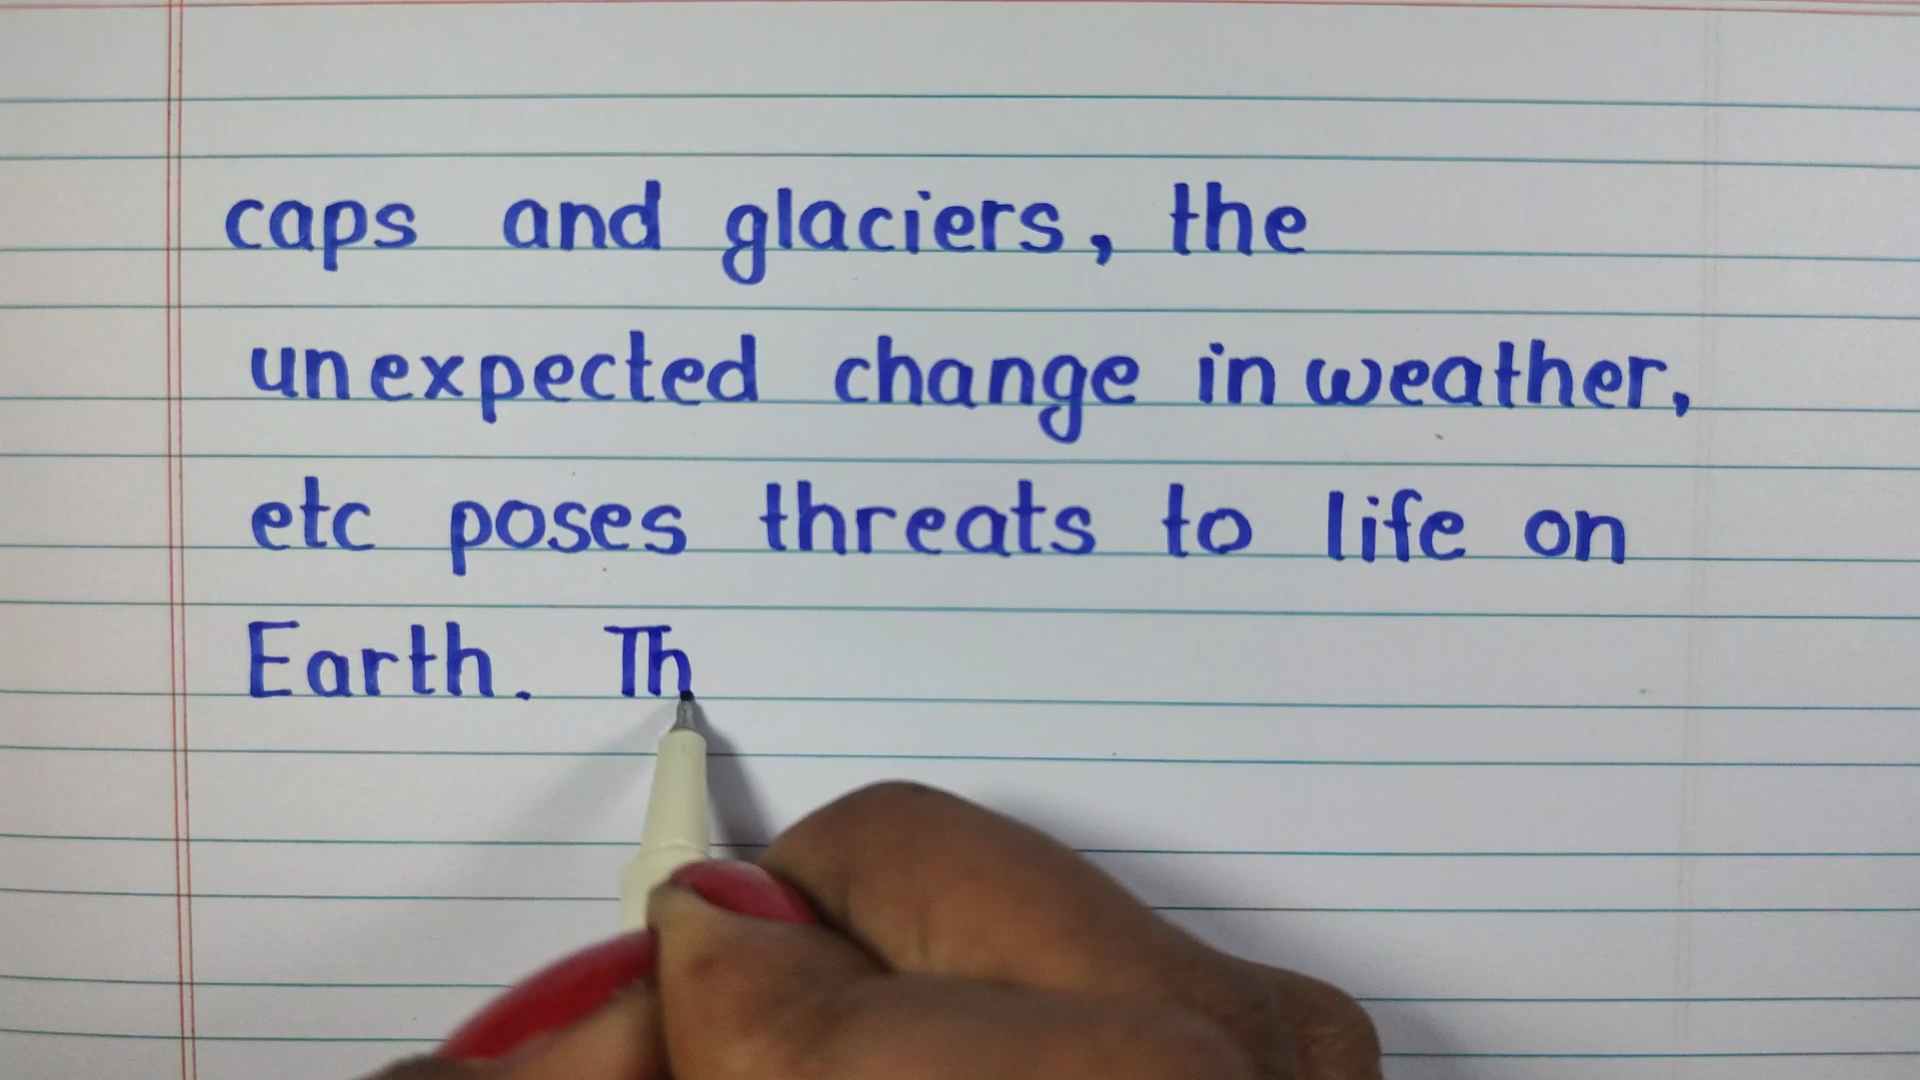 caps and glaciers, the
unexpected change in weather,
etc poses threats to life on
Earth. Th